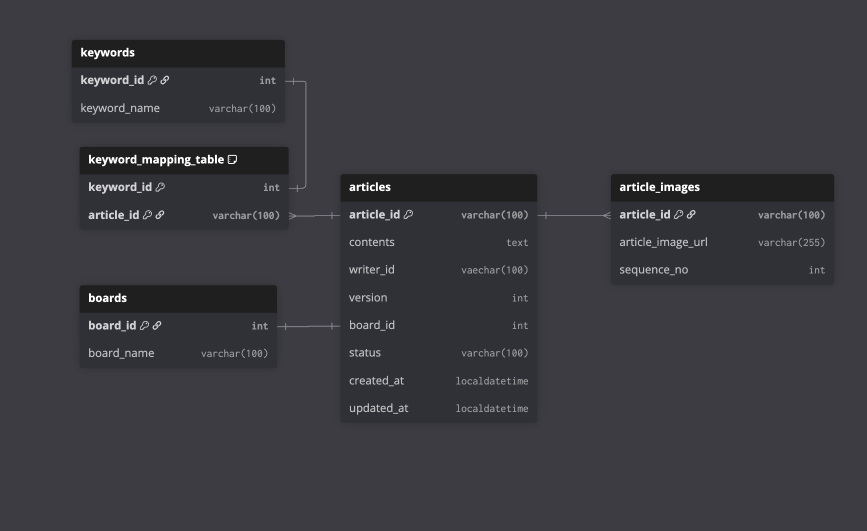 keywords
keyword_id int
keyword_name varchar(100)
keyword_mapping_table
keyword_id int
article_id varchar(100)
boards
board_id int
board_name varchar(100)
articles
article_id varchar(100)
contents text
writer_id vaechar(100)
version int
board_id int
status varchar(100)
created_at localdatetime
updated_at localdatetime
article_images
article_id varchar(100)
article_image_url varchar(255)
sequence_no int